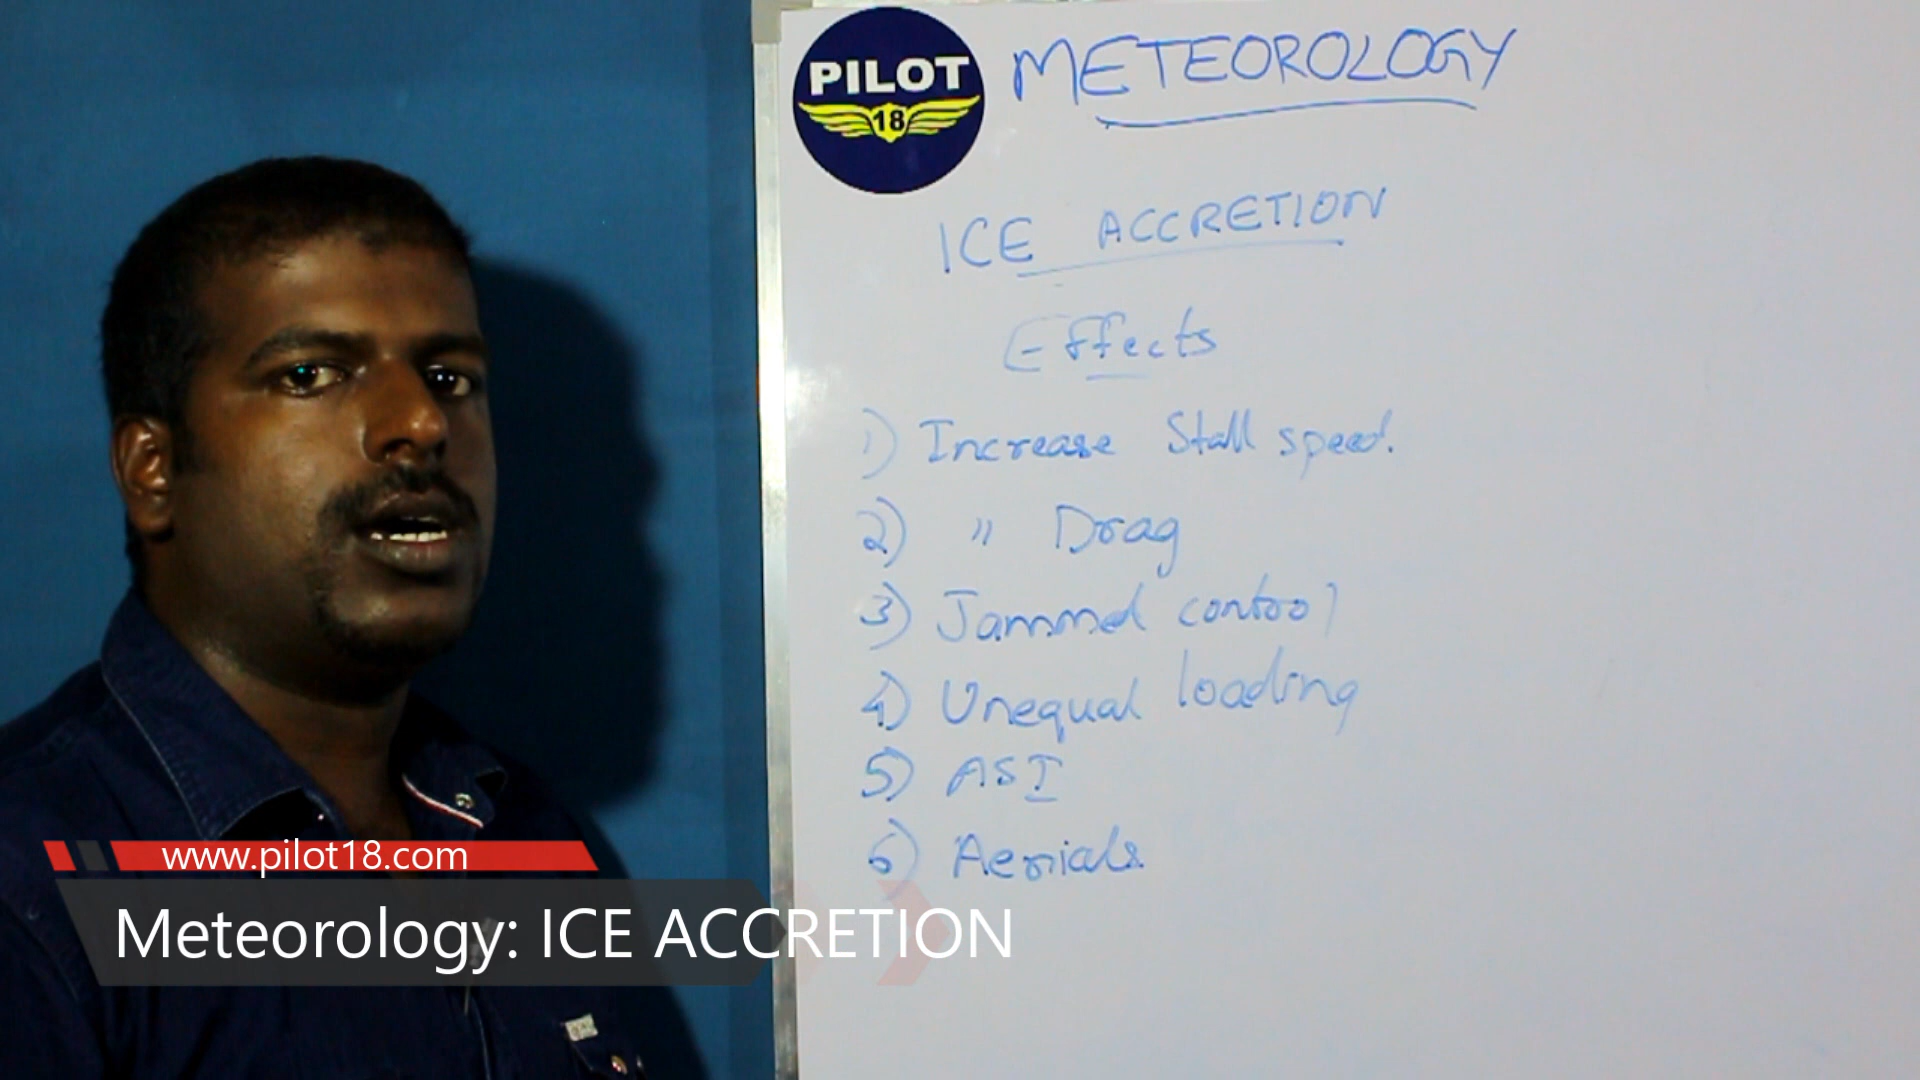 PILOT
18
METEOROLOGY
ICE ACCRETION
Effects
1) Increase Stall speed.
2) " Drag
3) Jammed control
4) Unequal loading
5) ASI
6) Aerials
www.pilot18.com
Meteorology: ICE ACCRETION